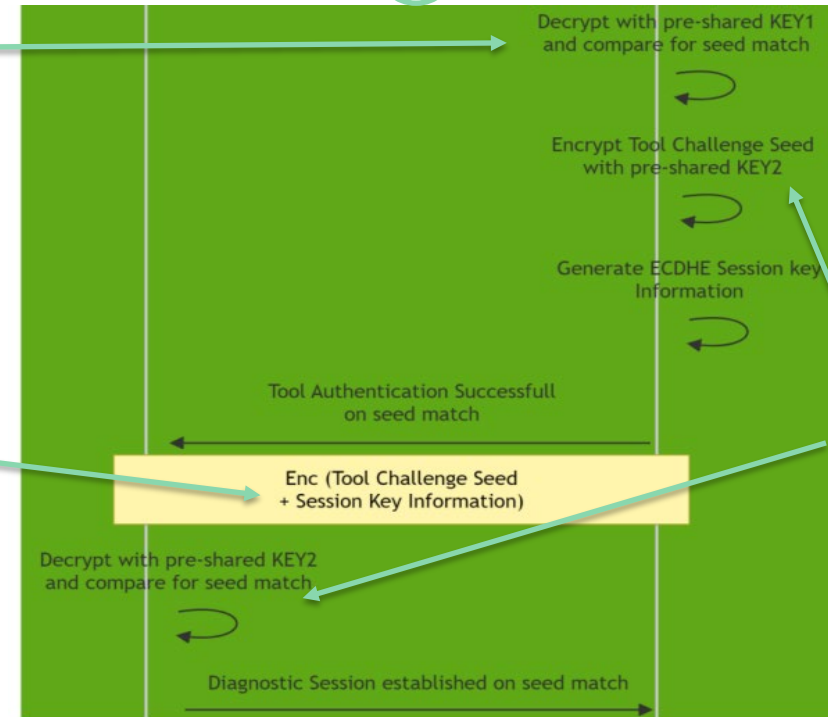 Decrypt with pre-shared KEY1
and compare for seed match
Encrypt Tool Challenge Seed
with pre-shared KEY2
Generate ECDHE Session key
Information
Tool Authentication Successfull
on seed match
Enc (Tool Challenge Seed
+ Session Key Information)
Decrypt with pre-shared KEY2
and compare for seed match
Diagnostic Session established on seed match